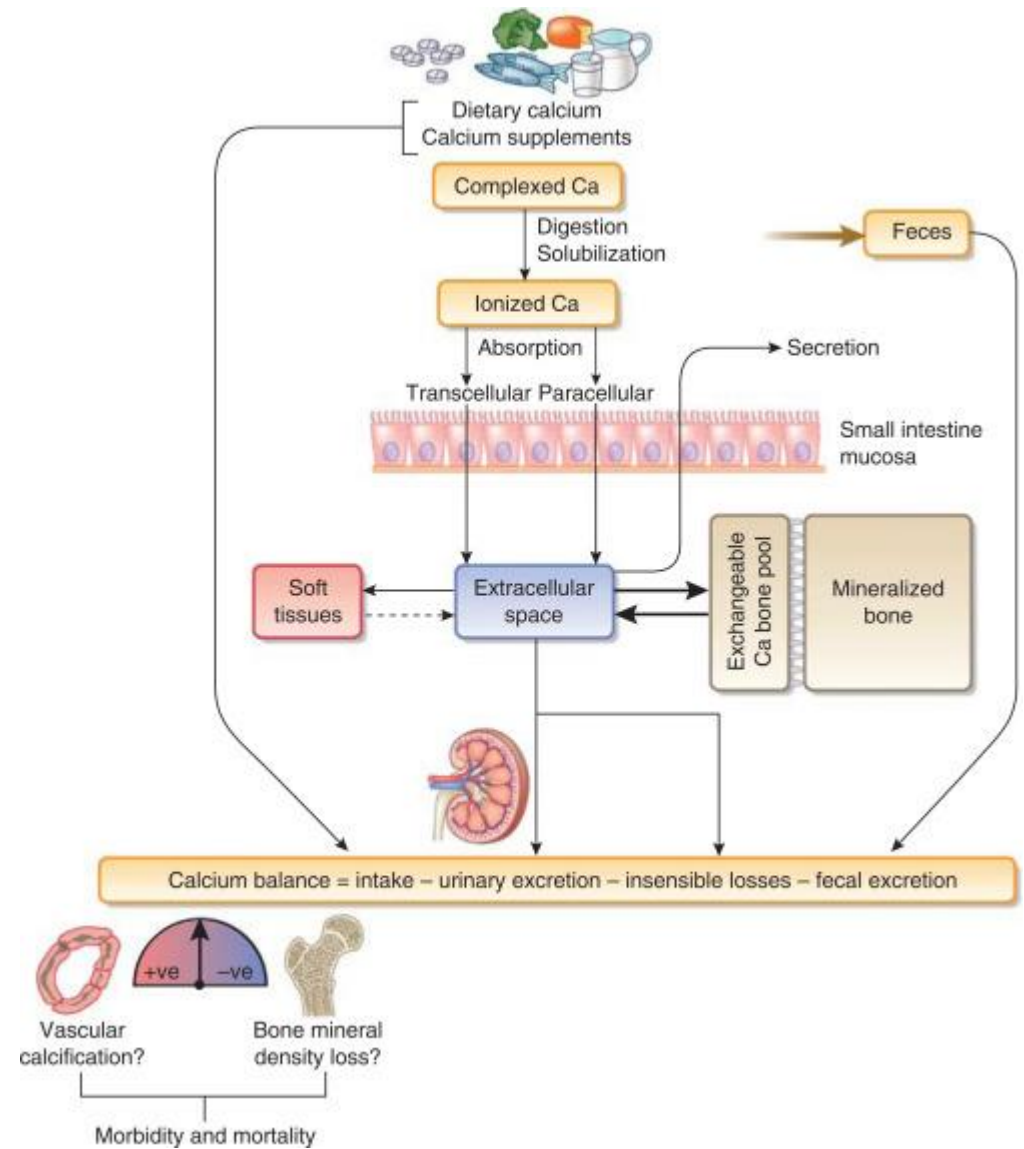 Dietary calcium
Calcium supplements
Complexed Ca
Digestion
Solubilization
Feces
Ionized Ca
Absorption
Secretion
Transcellular Paracellular
Small intestine
mucosa
Soft
tissues
Extracellular
space
Exchangeable
Ca bone pool
Mineralized
bone
Calcium balance = intake – urinary excretion – insensible losses – fecal excretion
+ve
–ve
Vascular
calcification?
Bone mineral
density loss?
Morbidity and mortality